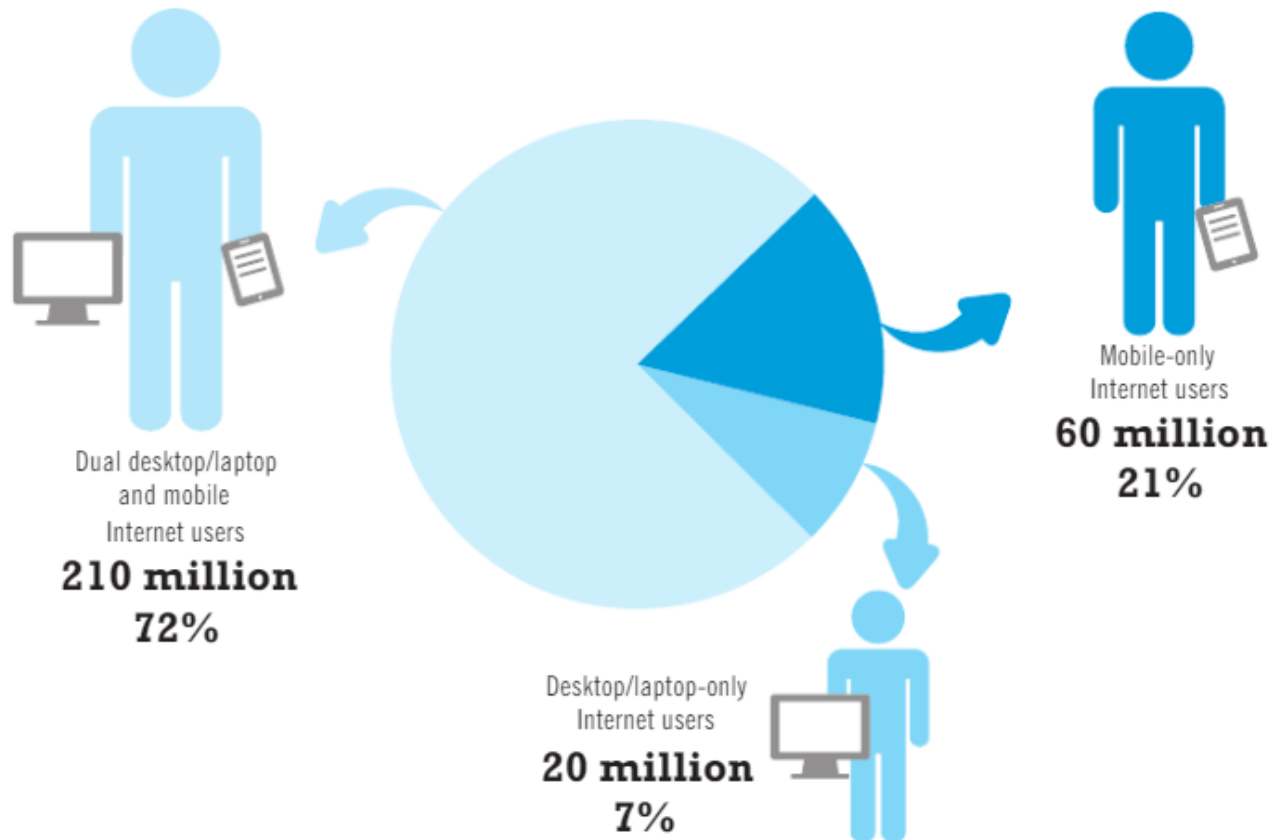 Dual desktop/laptop
and mobile
Internet users
210 million
72%
Mobile-only
Internet users
60 million
21%
Desktop/laptop-only
Internet users
20 million
7%